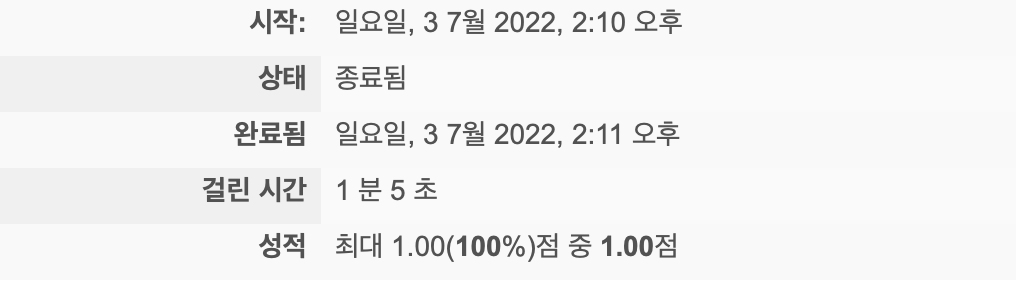 시작: 일요일, 3 7월 2022, 2:10 오후
상태 종료됨
완료됨 일요일, 3 7월 2022, 2:11 오후
걸린 시간 1 분 5 초
성적 최대 1.00(100%)점 중 1.00점